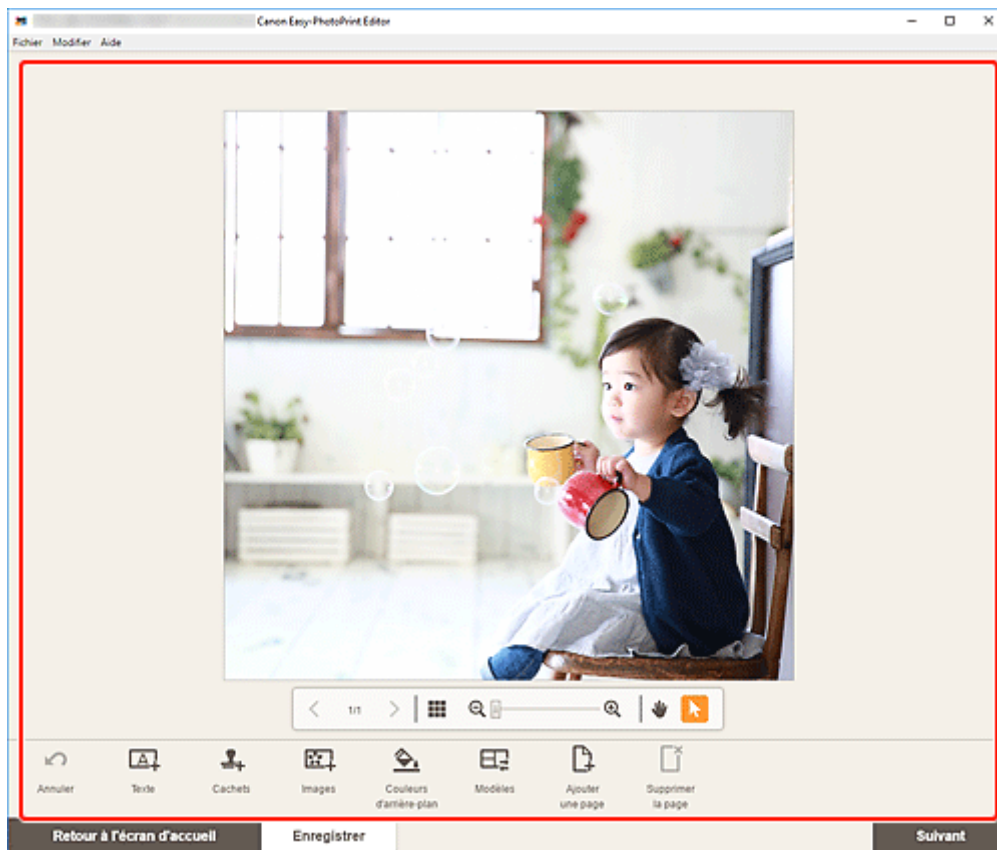 Canon Easy-PhotoPrint Editor
Fichier Modifier Aide
1/1
Annuler
Texte
Cachets
Images
Couleurs
d'arrière-plan
Modèles
Ajouter
une page
Supprimer
la page
Retour à l'écran d'accueil
Enregistrer
Suivant